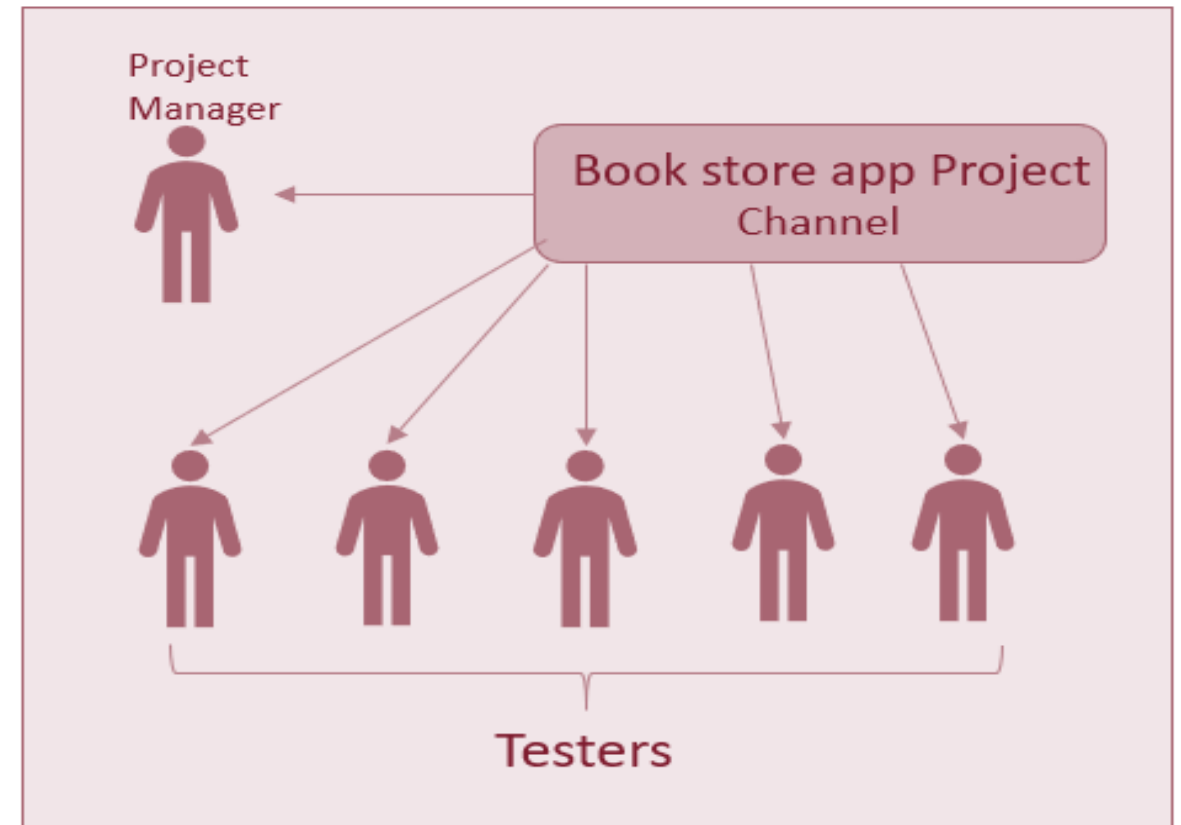 Project
Manager
Book store app Project
Channel
Testers